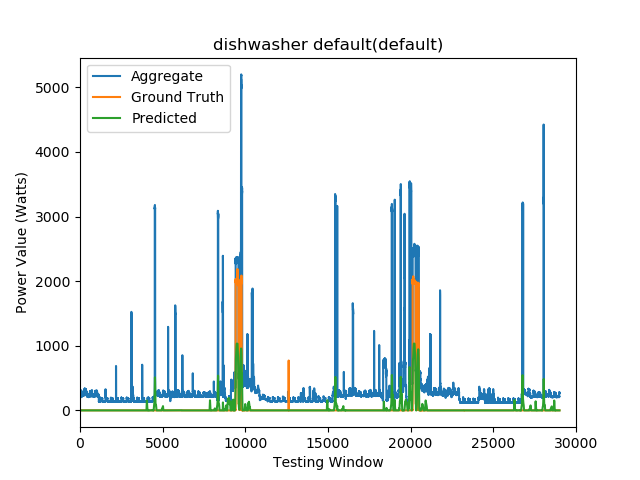 dishwasher default(default)
Aggregate
Ground Truth
Predicted
Power Value (Watts)
5000
4000
3000
2000
1000
0
0 5000 10000 15000 20000 25000 30000
Testing Window